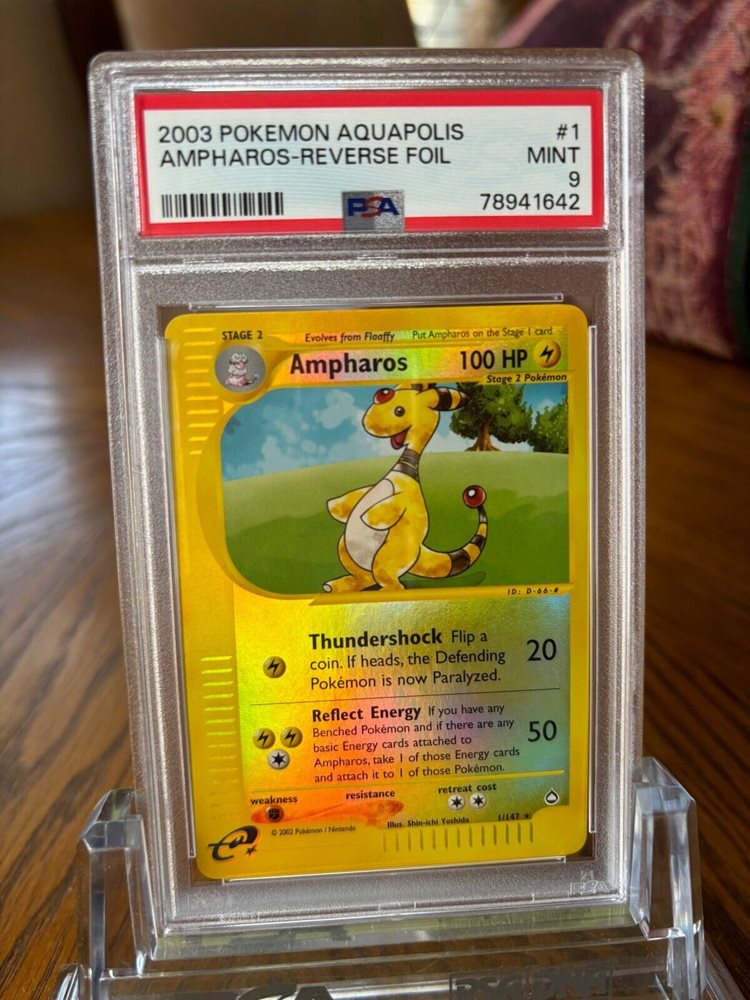 2003 POKEMON AQUAPOLIS #1
AMPHAROS-REVERSE FOIL MINT
9
PSA 78941642
STAGE 2 Evolves from Flaaffy Put Ampharos on the Stage 1 card
Ampharos 100 HP
Stage 2 Pokémon
ID: D-66-#
Thundershock Flip a
coin. If heads, the Defending 20
Pokémon is now Paralyzed.
Reflect Energy If you have any
Benched Pokémon and if there are any
basic Energy cards attached to 50
Ampharos, take 1 of those Energy cards
and attach it to 1 of those Pokémon.
weakness resistance retreat cost
© 2002 Pokémon / Nintendo Illus. Shin-ichi Yoshida 1/147 ★
e